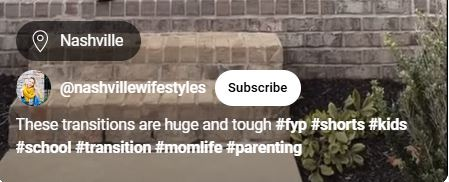 Nashville
@nashvillewifestyles Subscribe
These transitions are huge and tough #fyp #shorts #kids
#school #transition #momlife #parenting